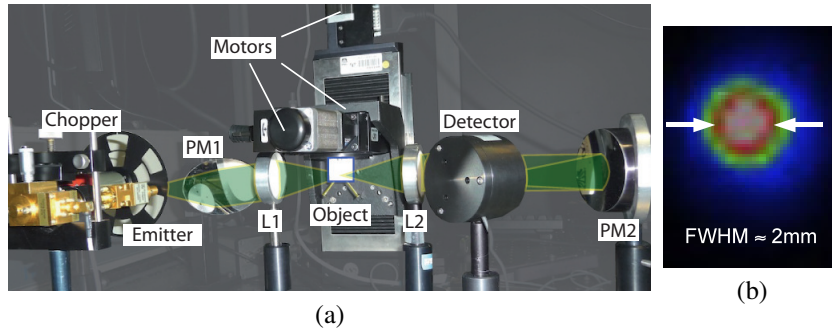 Motors
Chopper
PM1
Detector
L1
Object
L2
Emitter
PM2
FWHM ≈ 2mm
(a)
(b)